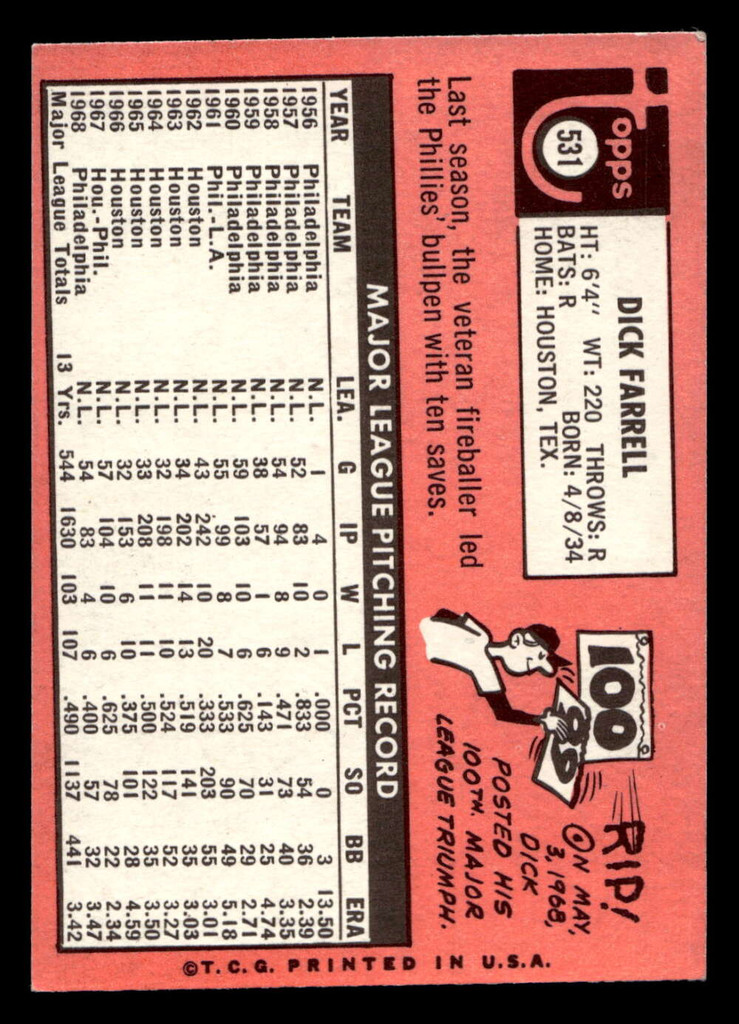 topps
531
DICK FARRELL
HT: 6'4" WT: 220 THROWS: R
BATS: R BORN: 4/8/34
HOME: HOUSTON, TEX.
Last season, the veteran fireballer led
the Phillies' bullpen with ten saves.
100
99
RIP!
ON MAY,
3, 1968,
DICK
POSTED HIS
100TH. MAJOR
LEAGUE TRIUMPH.
MAJOR LEAGUE PITCHING RECORD
YEAR TEAM LEA. G IP W L PCT SO BB ERA
1956 Philadelphia N.L. 1 4 0 1 .000 0 3 13.50
1957 Philadelphia N.L. 52 83 10 2 .833 54 36 2.39
1958 Philadelphia N.L. 54 94 8 9 .471 73 40 3.35
1959 Philadelphia N.L. 38 57 1 6 .143 31 25 4.74
1960 Philadelphia N.L. 59 103 10 6 .625 70 29 2.71
1961 Phil.-L.A. N.L. 55 99 8 7 .533 90 49 5.18
1962 Houston N.L. 43 242 10 20 .333 203 55 3.01
1963 Houston N.L. 34 202 14 13 .519 141 35 3.03
1964 Houston N.L. 32 198 11 10 .524 117 52 3.27
1965 Houston N.L. 33 208 11 11 .500 122 35 3.50
1966 Houston N.L. 32 153 6 10 .375 101 28 4.59
1967 Hou.-Phil. N.L. 57 104 10 6 .625 78 22 2.34
1968 Philadelphia N.L. 54 83 4 6 .400 57 32 3.47
Major League Totals 13 Yrs. 544 1630 103 107 .490 1137 441 3.42
©T.C.G. PRINTED IN U.S.A.